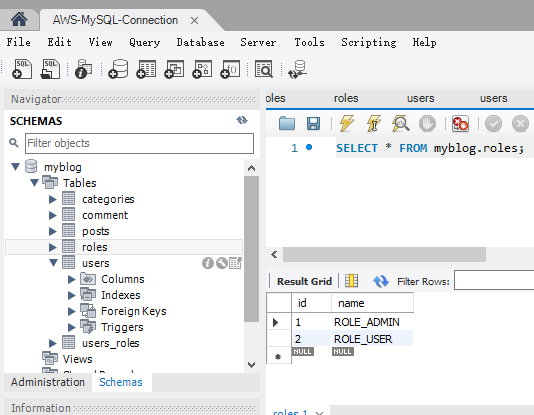 AWS-MySQL-Connection
File Edit View Query Database Server Tools Scripting Help
Navigator
SCHEMAS
Filter objects
myblog
Tables
categories
comment
posts
roles
users
Columns
Indexes
Foreign Keys
Triggers
users_roles
Views
Administration Schemas
Information
oles roles users users
1 SELECT * FROM myblog.roles;
Result Grid Filter Rows:
id name
1 ROLE_ADMIN
2 ROLE_USER
NULL NULL
roles 1